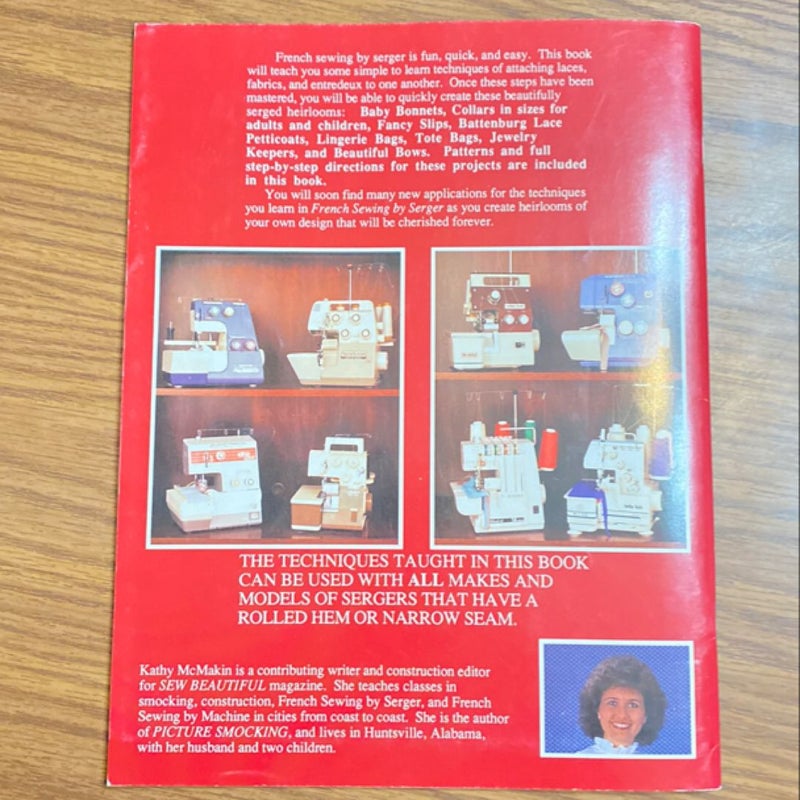 French sewing by serger is fun, quick, and easy. This book
will teach you some simple to learn techniques of attaching laces,
fabrics, and entredeux to one another. Once these steps have been
mastered, you will be able to quickly create these beautifully
serged heirlooms: Baby Bonnets, Collars in sizes for
adults and children, Fancy Slips, Battenburg Lace
Petticoats, Lingerie Bags, Tote Bags, Jewelry
Keepers, and Beautiful Bows. Patterns and full
step-by-step directions for these projects are included
in this book.
You will soon find many new applications for the techniques
you learn in French Sewing by Serger as you create heirlooms of
your own design that will be cherished forever.
THE TECHNIQUES TAUGHT IN THIS BOOK
CAN BE USED WITH ALL MAKES AND
MODELS OF SERGERS THAT HAVE A
ROLLED HEM OR NARROW SEAM.
Kathy McMakin is a contributing writer and construction editor
for SEW BEAUTIFUL magazine. She teaches classes in
smocking, construction, French Sewing by Serger, and French
Sewing by Machine in cities from coast to coast. She is the author
of PICTURE SMOCKING, and lives in Huntsville, Alabama,
with her husband and two children.